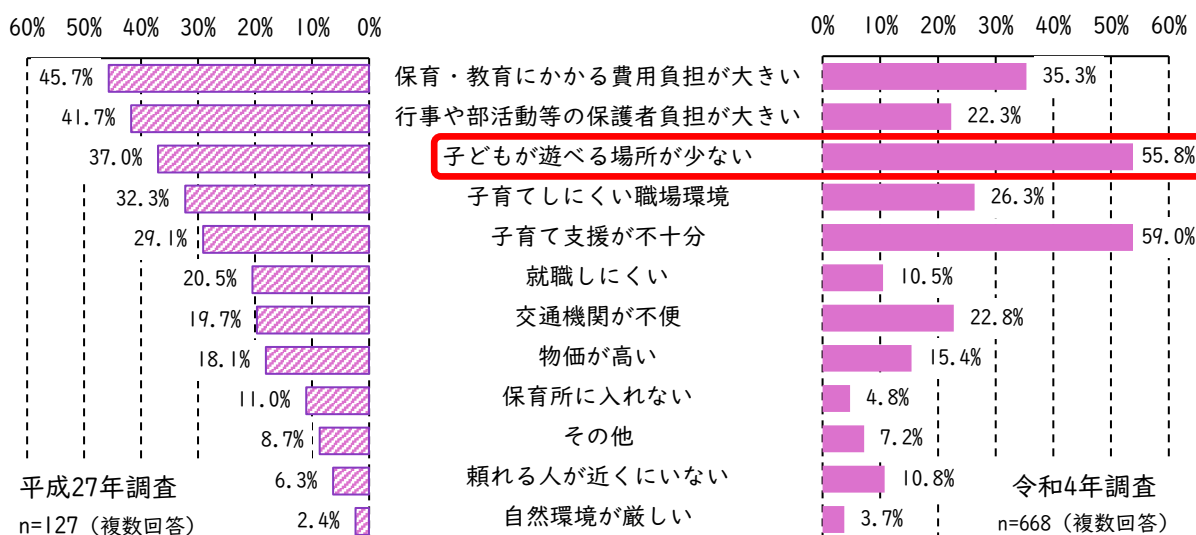 60% 50% 40% 30% 20% 10% 0% 0% 10% 20% 30% 40% 50% 60%
45.7% 保育・教育にかかる費用負担が大きい 35.3%
41.7% 行事や部活動等の保護者負担が大きい 22.3%
37.0% 子どもが遊べる場所が少ない 55.8%
32.3% 子育てしにくい職場環境 26.3%
29.1% 子育て支援が不十分 59.0%
20.5% 就職しにくい 10.5%
19.7% 交通機関が不便 22.8%
18.1% 物価が高い 15.4%
11.0% 保育所に入れない 4.8%
8.7% その他 7.2%
平成27年調査 6.3% 頼れる人が近くにいない 10.8% 令和4年調査
n=127（複数回答） 2.4% 自然環境が厳しい 3.7% n=668（複数回答）